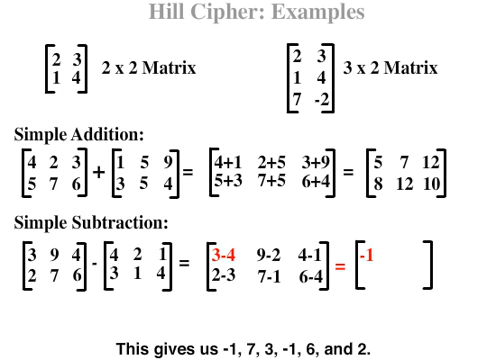 Hill Cipher: Examples
2 3
1 4
2 x 2 Matrix
2 3
1 4
7 -2
3 x 2 Matrix
Simple Addition:
4 2 3 1 5 9 4+1 2+5 3+9 5 7 12
+ = =
5 7 6 3 5 4 5+3 7+5 6+4 8 12 10
Simple Subtraction:
3 9 4 4 2 1 3-4 9-2 4-1 -1
- = =
2 7 6 3 1 4 2-3 7-1 6-4
This gives us -1, 7, 3, -1, 6, and 2.